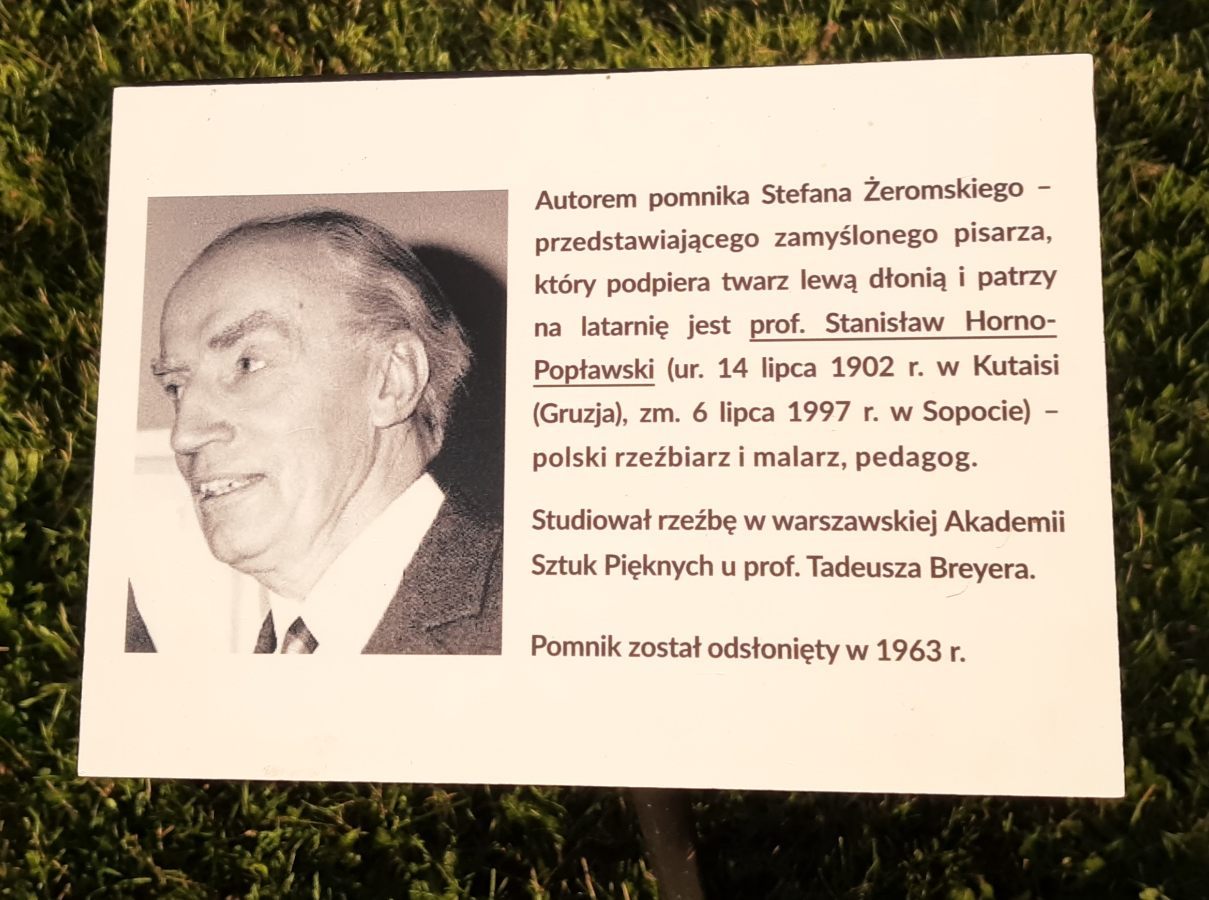 Autorem pomnika Stefana Żeromskiego –
przedstawiającego zamyślonego pisarza,
który podpiera twarz lewą dłonią i patrzy
na latarnię jest prof. Stanisław Horno-
Popławski (ur. 14 lipca 1902 r. w Kutaisi
(Gruzja), zm. 6 lipca 1997 r. w Sopocie) –
polski rzeźbiarz i malarz, pedagog.
Studiował rzeźbę w warszawskiej Akademii
Sztuk Pięknych u prof. Tadeusza Breyera.
Pomnik został odsłonięty w 1963 r.